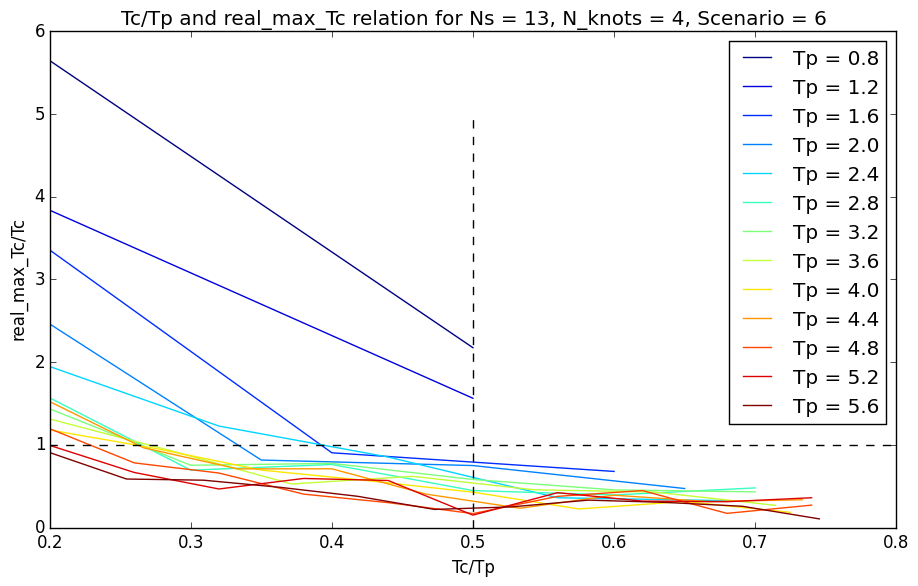 Tc/Tp and real_max_Tc relation for Ns = 13, N_knots = 4, Scenario = 6
6
5
4
3
2
1
0
real_max_Tc/Tc
Tp = 0.8
Tp = 1.2
Tp = 1.6
Tp = 2.0
Tp = 2.4
Tp = 2.8
Tp = 3.2
Tp = 3.6
Tp = 4.0
Tp = 4.4
Tp = 4.8
Tp = 5.2
Tp = 5.6
0.2 0.3 0.4 0.5 0.6 0.7 0.8
Tc/Tp